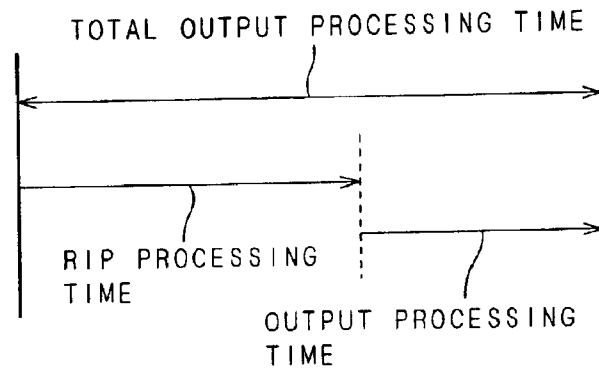 TOTAL OUTPUT PROCESSING TIME
RIP PROCESSING
TIME
OUTPUT PROCESSING
TIME